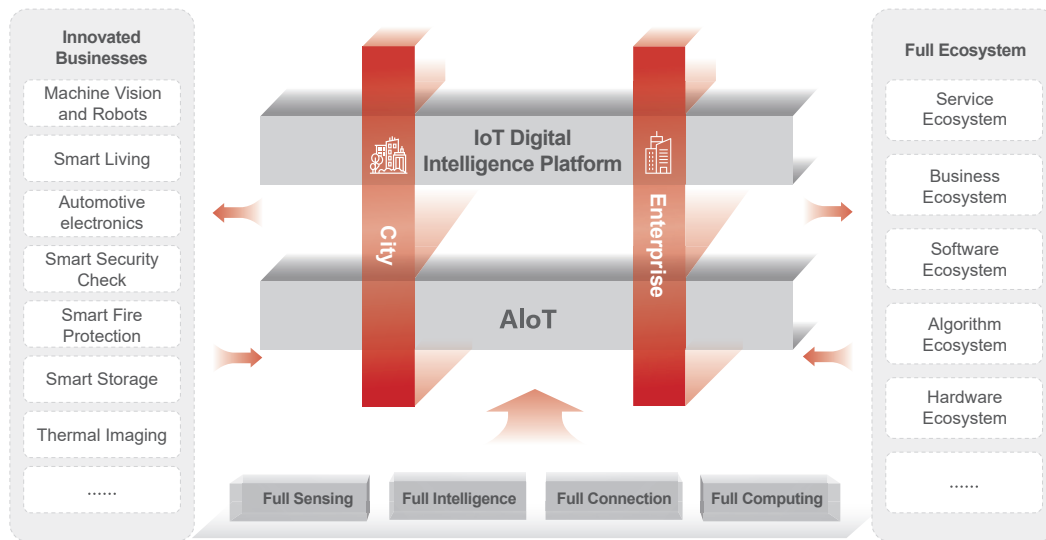 Innovated
Businesses
Machine Vision
and Robots
Smart Living
Automotive
electronics
Smart Security
Check
Smart Fire
Protection
Smart Storage
Thermal Imaging
......
IoT Digital
Intelligence Platform
City
Enterprise
AIoT
Full Sensing
Full Intelligence
Full Connection
Full Computing
Full Ecosystem
Service
Ecosystem
Business
Ecosystem
Software
Ecosystem
Algorithm
Ecosystem
Hardware
Ecosystem
......